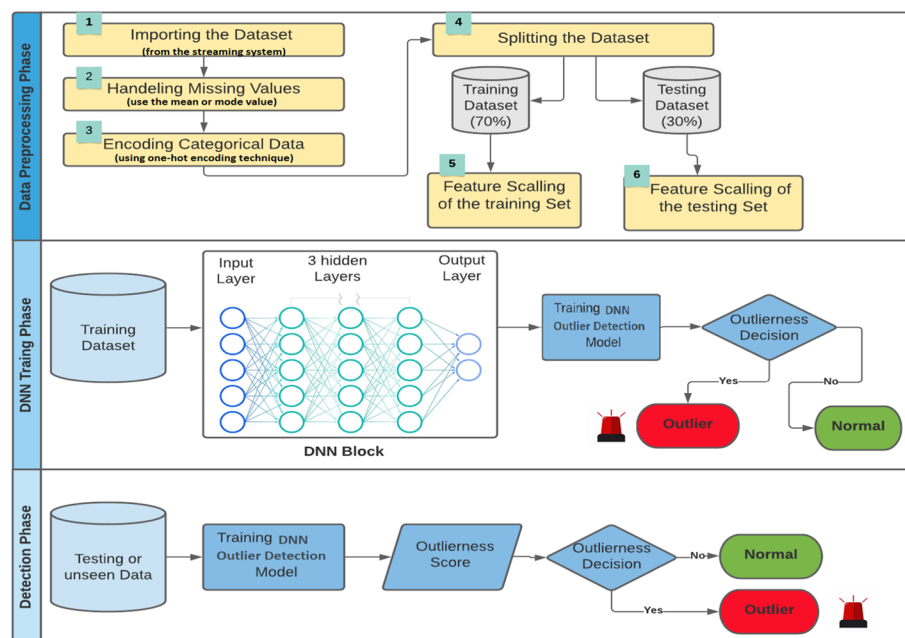 Data Preprocessing Phase
1
Importing the Dataset
(from the streaming system)
2
Handeling Missing Values
(use the mean or mode value)
3
Encoding Categorical Data
(using one-hot encoding technique)
4
Splitting the Dataset
Training
Dataset
(70%)
Testing
Dataset
(30%)
5
Feature Scalling
of the training Set
6
Feature Scalling of
the testing Set
DNN Traing Phase
Training
Dataset
Input
Layer
3 hidden
Layers
Output
Layer
DNN Block
Training DNN
Outlier Detection
Model
Outlierness
Decision
Yes
No
Outlier
Normal
Detection Phase
Testing or
unseen Data
Training DNN
Outlier Detection
Model
Outlierness
Score
Outlierness
Decision
No
Normal
Yes
Outlier